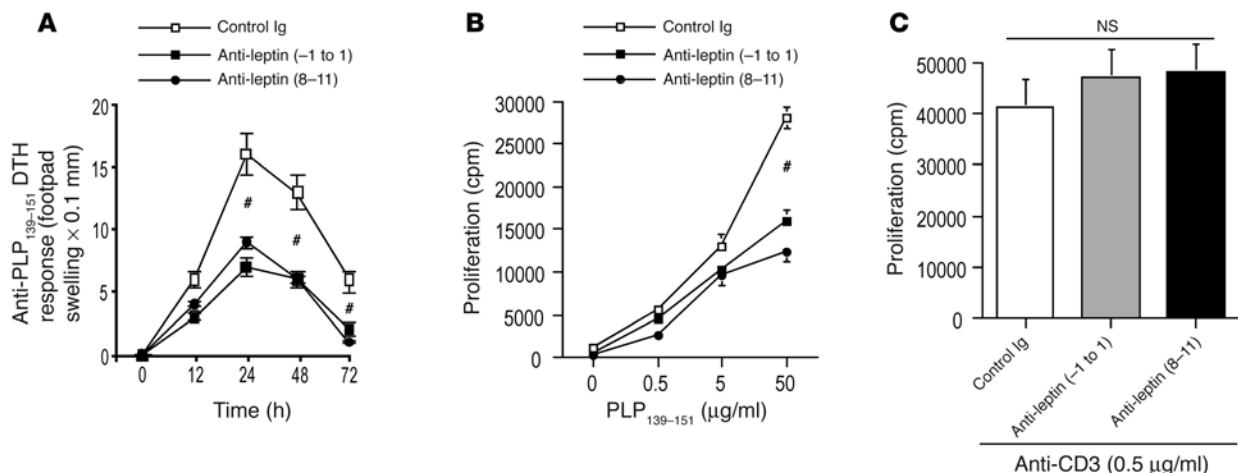 A
Control Ig
Anti-leptin (–1 to 1)
Anti-leptin (8–11)
Anti-PLP139–151 DTH
response (footpad
swelling × 0.1 mm)
20
15
10
5
0
0 12 24 48 72
# # #
Time (h)
B
Control Ig
Anti-leptin (–1 to 1)
Anti-leptin (8–11)
Proliferation (cpm)
30000
25000
20000
15000
10000
5000
0
0 0.5 5 50
#
PLP139–151 (µg/ml)
C
NS
Proliferation (cpm)
50000
40000
40000
20000
10000
0
Control Ig
Anti-leptin (–1 to 1)
Anti-leptin (8–11)
Anti-CD3 (0.5 µg/ml)